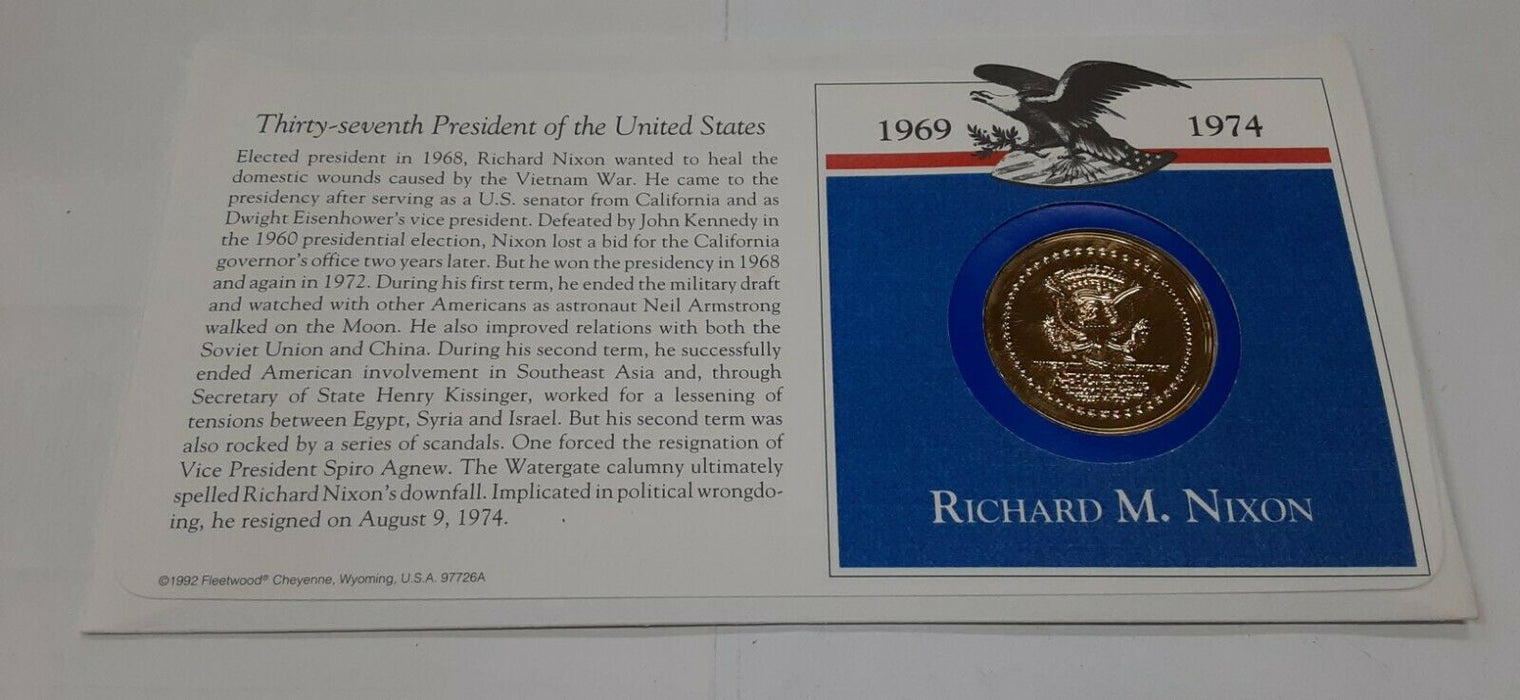 Thirty-seventh President of the United States
Elected president in 1968, Richard Nixon wanted to heal the
domestic wounds caused by the Vietnam War. He came to the
presidency after serving as a U.S. senator from California and as
Dwight Eisenhower's vice president. Defeated by John Kennedy in
the 1960 presidential election, Nixon lost a bid for the California
governor's office two years later. But he won the presidency in 1968
and again in 1972. During his first term, he ended the military draft
and watched with other Americans as astronaut Neil Armstrong
walked on the Moon. He also improved relations with both the
Soviet Union and China. During his second term, he successfully
ended American involvement in Southeast Asia and, through
Secretary of State Henry Kissinger, worked for a lessening of
tensions between Egypt, Syria and Israel. But his second term was
also rocked by a series of scandals. One forced the resignation of
Vice President Spiro Agnew. The Watergate calumny ultimately
spelled Richard Nixon's downfall. Implicated in political wrongdo-
ing, he resigned on August 9, 1974.
©1992 Fleetwood® Cheyenne, Wyoming, U.S.A. 97726A
1969 1974
RICHARD M. NIXON